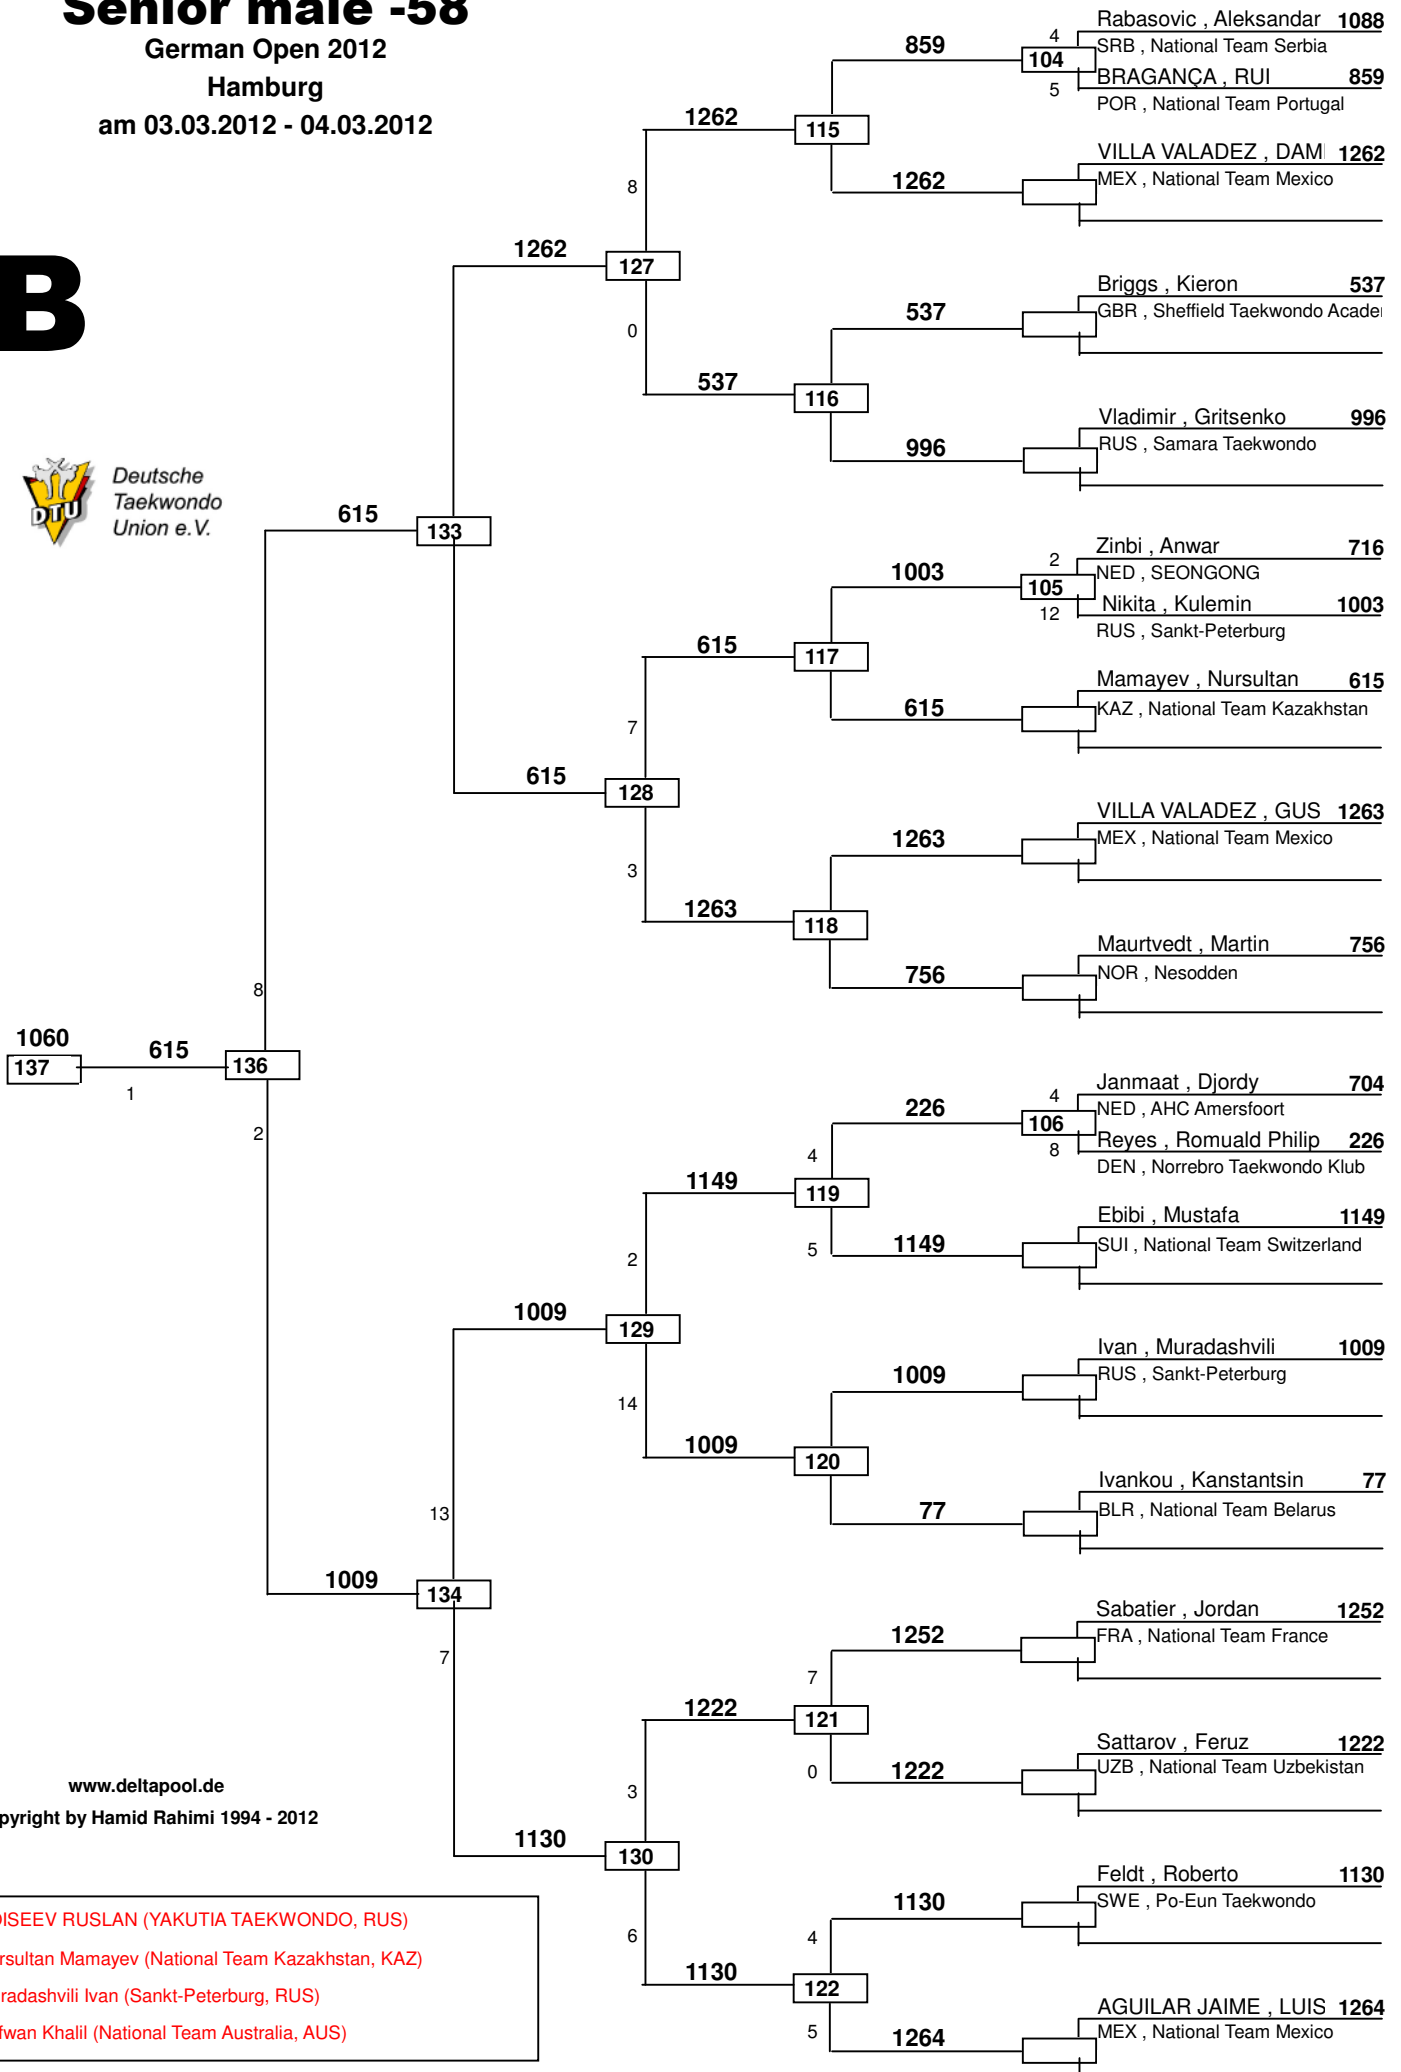 Senior male -58
German Open 2012
Hamburg
am 03.03.2012 - 04.03.2012
B
DTU
Deutsche
Taekwondo
Union e.V.
Rabasovic , Aleksandar 1088
4
SRB , National Team Serbia
859
104
BRAGANÇA , RUI 859
5
POR , National Team Portugal
1262
115
VILLA VALADEZ , DAMI 1262
MEX , National Team Mexico
1262
8
1262
127
Briggs , Kieron 537
GBR , Sheffield Taekwondo Acade
537
0
537
116
Vladimir , Gritsenko 996
RUS , Samara Taekwondo
996
615
133
Zinbi , Anwar 716
2
NED , SEONGONG
1003
105
Nikita , Kulemin 1003
12
RUS , Sankt-Peterburg
615
117
Mamayev , Nursultan 615
KAZ , National Team Kazakhstan
615
7
615
128
VILLA VALADEZ , GUS 1263
MEX , National Team Mexico
1263
3
1263
118
Maurtvedt , Martin 756
NOR , Nesodden
756
8
1060
137
615
1
136
2
Janmaat , Djordy 704
4
NED , AHC Amersfoort
226
106
Reyes , Romuald Philip 226
8
DEN , Norrebro Taekwondo Klub
4
1149
119
Ebibi , Mustafa 1149
SUI , National Team Switzerland
5
1149
2
1009
129
Ivan , Muradashvili 1009
RUS , Sankt-Peterburg
1009
14
1009
120
Ivankou , Kanstantsin 77
BLR , National Team Belarus
77
13
1009
134
7
Sabatier , Jordan 1252
FRA , National Team France
1252
7
1222
121
Sattarov , Feruz 1222
UZB , National Team Uzbekistan
0
1222
3
1130
130
www.deltapool.de
pyright by Hamid Rahimi 1994 - 2012
Feldt , Roberto 1130
SWE , Po-Eun Taekwondo
1130
4
6
1130
122
AGUILAR JAIME , LUIS 1264
MEX , National Team Mexico
5
1264
OISEEV RUSLAN (YAKUTIA TAEKWONDO, RUS)
rsultan Mamayev (National Team Kazakhstan, KAZ)
radashvili Ivan (Sankt-Peterburg, RUS)
fwan Khalil (National Team Australia, AUS)